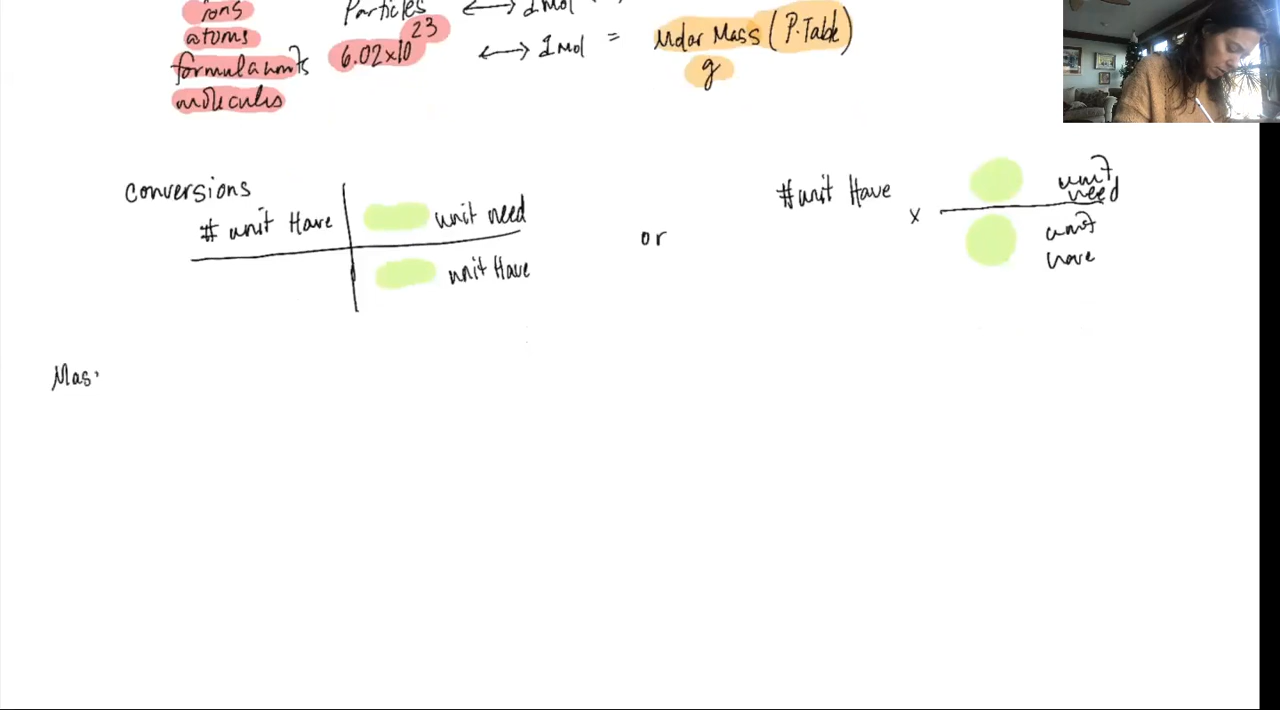 ions Particles ⟷ 1 Mol
atoms 6.02x10^23 ⟷ 1 Mol = Molar Mass (P.Table)
formula units g
molecules
conversions
# unit Have unit need
unit Have
or
# unit Have x unit need
unit have
Mas